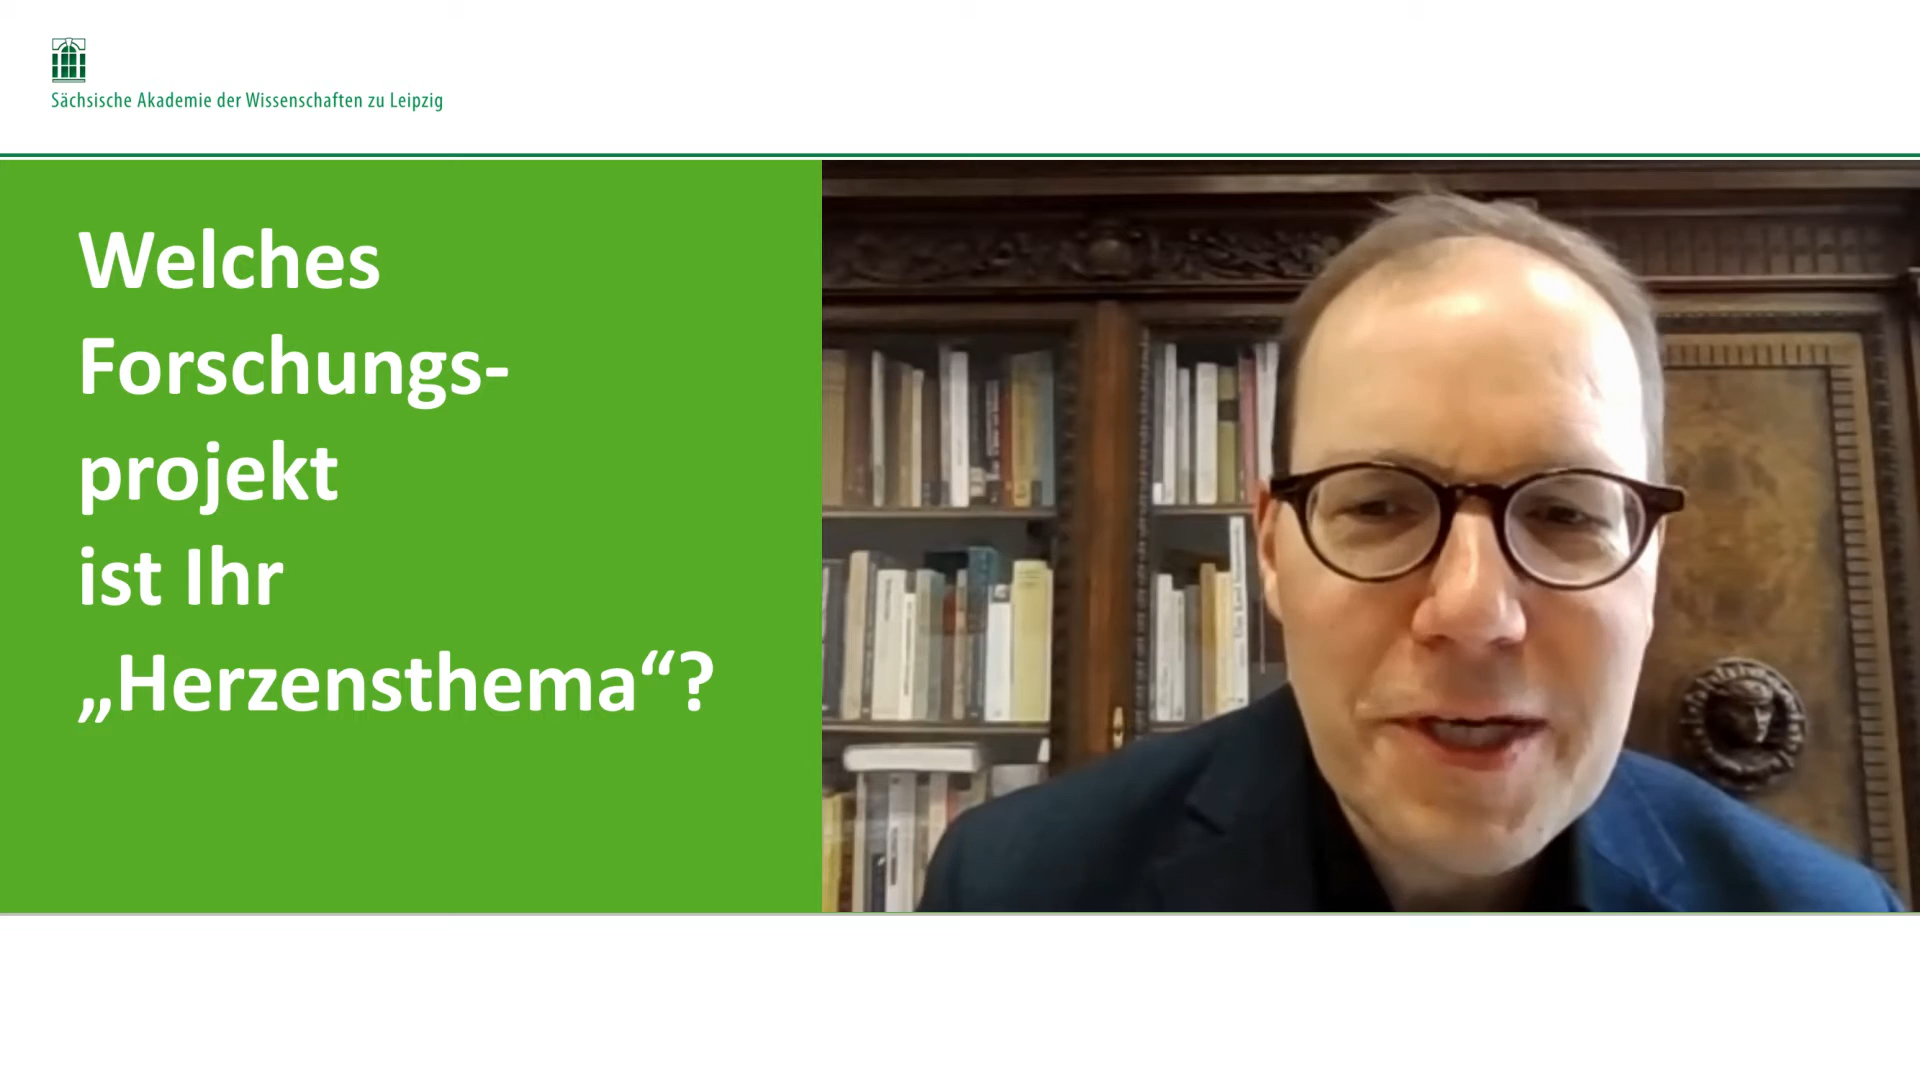 Sächsische Akademie der Wissenschaften zu Leipzig
Welches
Forschungs-
projekt
ist Ihr
„Herzensthema“?